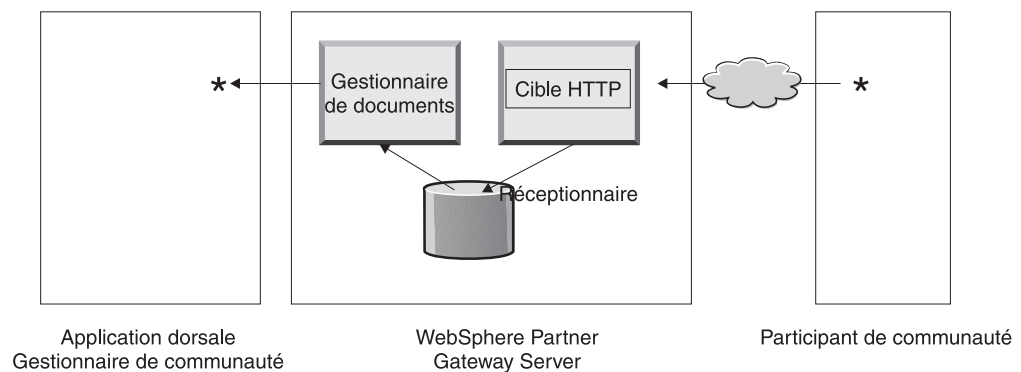 *
Gestionnaire
de documents
Cible HTTP
*
Réceptionnaire
Application dorsale
Gestionnaire de communauté
WebSphere Partner
Gateway Server
Participant de communauté